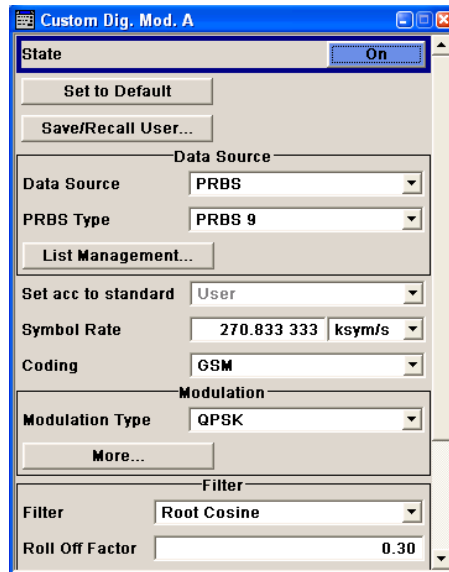 Custom Dig. Mod. A
State On
Set to Default
Save/Recall User...
Data Source
Data Source PRBS
PRBS Type PRBS 9
List Management...
Set acc to standard User
Symbol Rate 270.833 333 ksym/s
Coding GSM
Modulation
Modulation Type QPSK
More...
Filter
Filter Root Cosine
Roll Off Factor 0.30